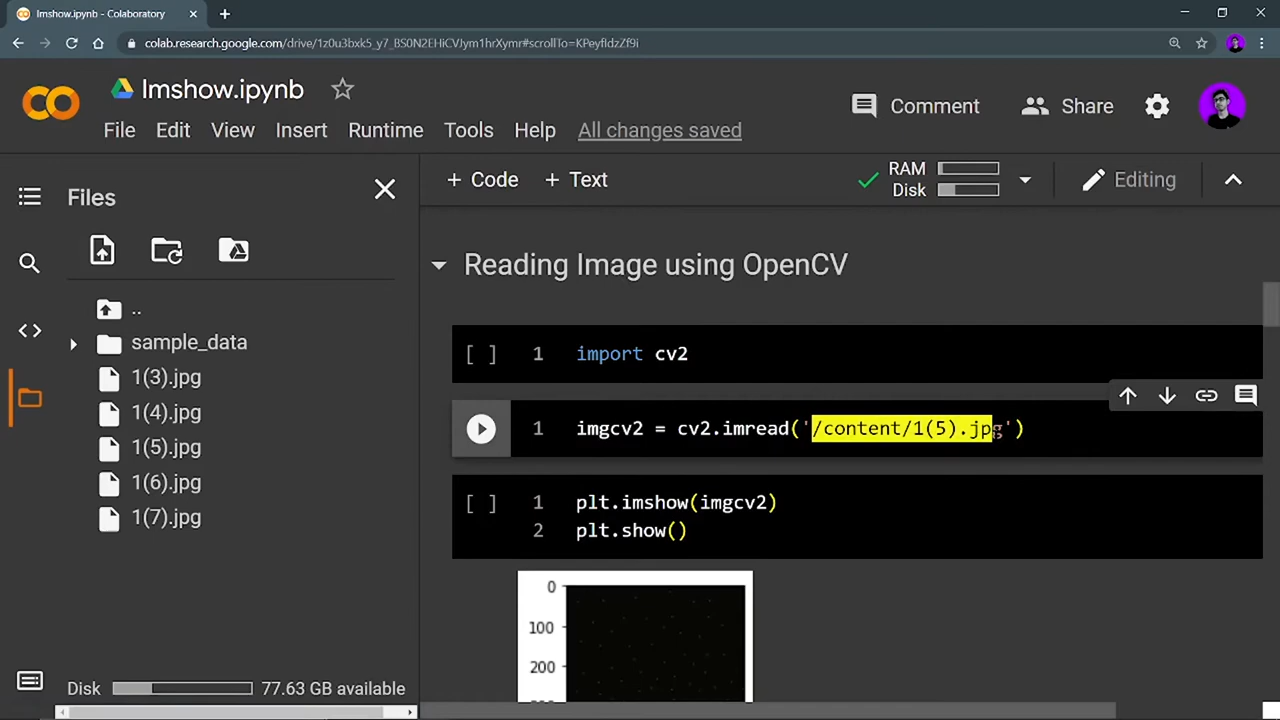 Imshow.ipynb - Colaboratory
colab.research.google.com/drive/1z0u3bxk5_y7_BS0N2EHiCVJym1hrXymr#scrollTo=KPeyfIdzZf9i
Imshow.ipynb
Comment
Share
File Edit View Insert Runtime Tools Help All changes saved
Files
+ Code + Text
RAM
Disk
Editing
..
sample_data
1(3).jpg
1(4).jpg
1(5).jpg
1(6).jpg
1(7).jpg
Disk 77.63 GB available
Reading Image using OpenCV
[ ] 1 import cv2
1 imgcv2 = cv2.imread('/content/1(5).jpg')
[ ] 1 plt.imshow(imgcv2)
2 plt.show()
0
100
200